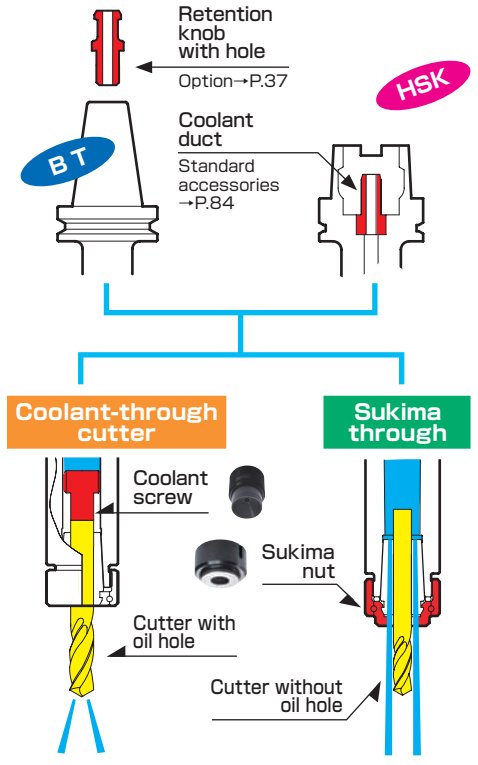 Retention
knob
with hole
Option→P.37
HSK
BT
Coolant
duct
Standard
accessories
→P.84
Coolant-through
cutter
Sukima
through
Coolant
screw
Sukima
nut
Cutter with
oil hole
Cutter without
oil hole